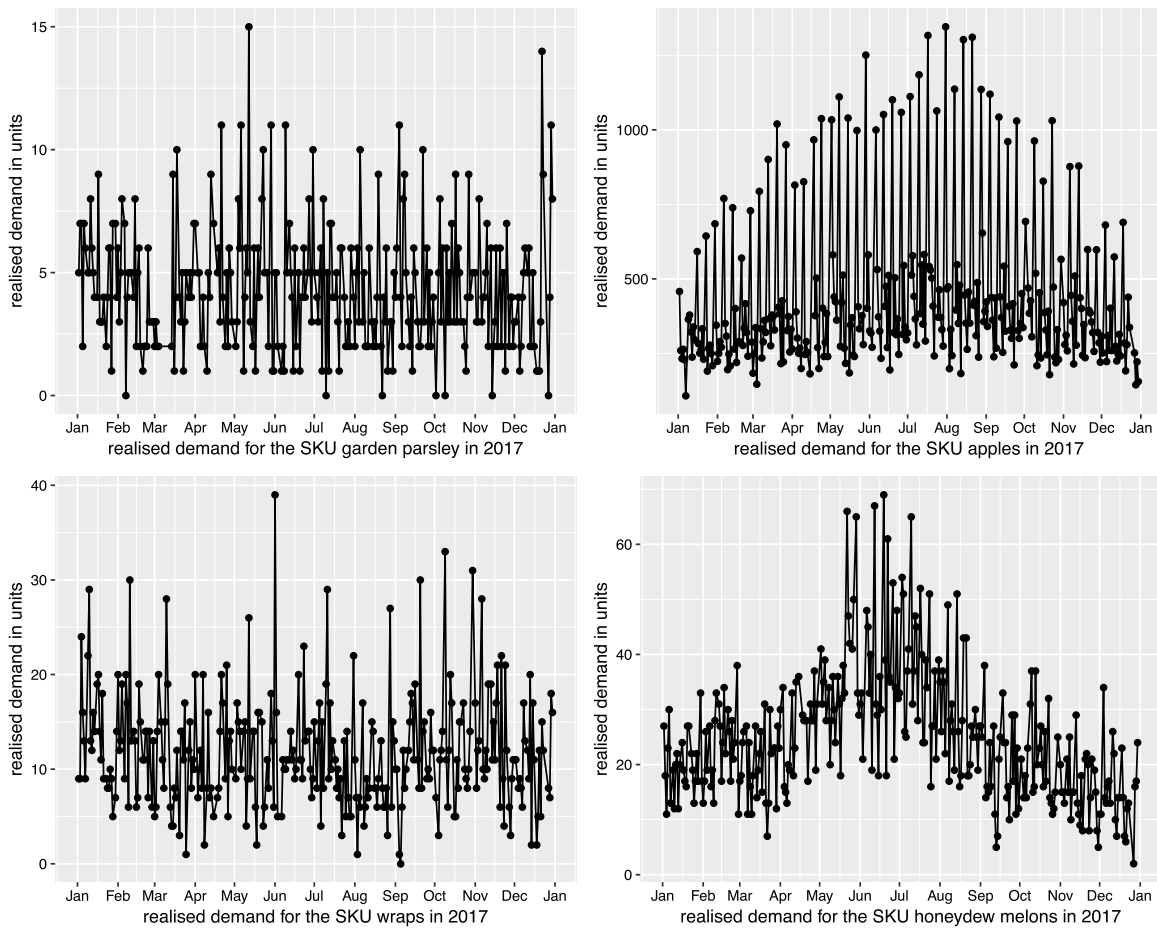 15
10
5
0
realised demand in units
Jan Feb Mar Apr May Jun Jul Aug Sep Oct Nov Dec Jan
realised demand for the SKU garden parsley in 2017
1000
500
realised demand in units
Jan Feb Mar Apr May Jun Jul Aug Sep Oct Nov Dec Jan
realised demand for the SKU apples in 2017
40
30
20
10
0
realised demand in units
Jan Feb Mar Apr May Jun Jul Aug Sep Oct Nov Dec Jan
realised demand for the SKU wraps in 2017
60
40
20
0
realised demand in units
Jan Feb Mar Apr May Jun Jul Aug Sep Oct Nov Dec Jan
realised demand for the SKU honeydew melons in 2017